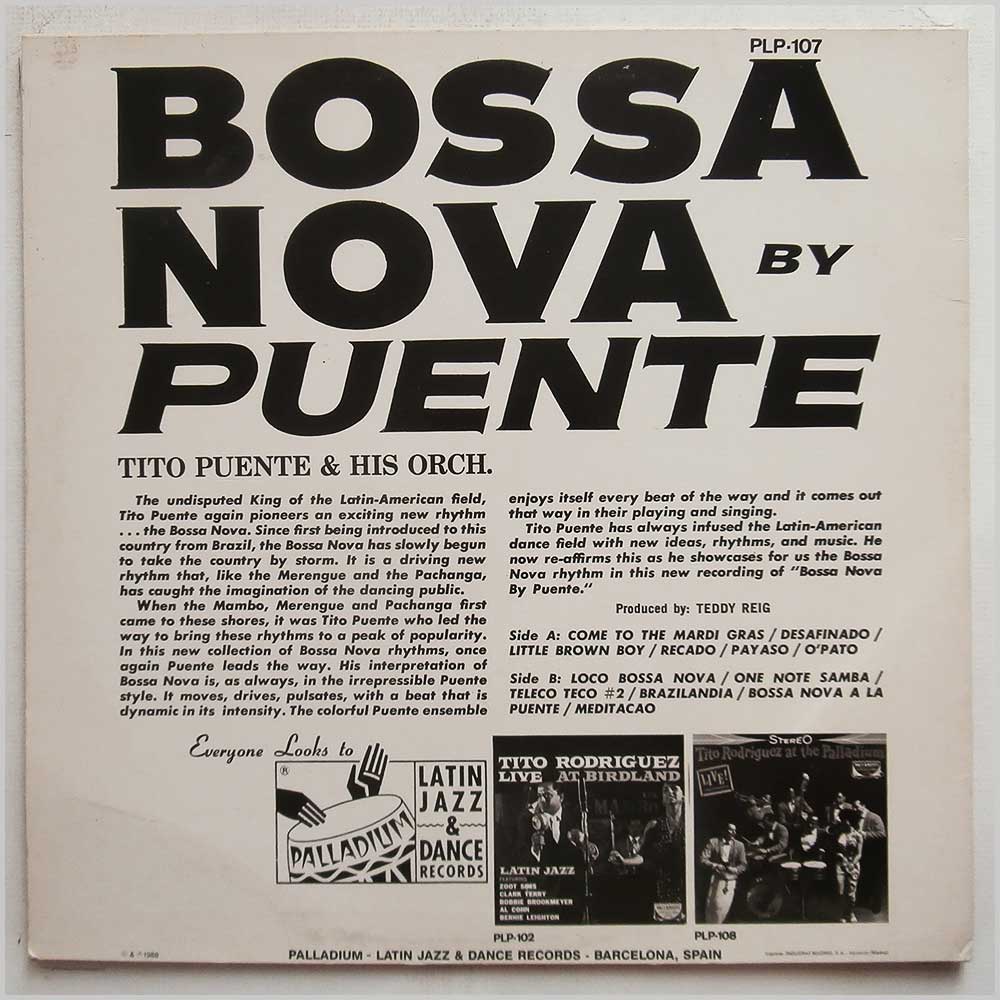 PLP-107
BOSSA
NOVA BY
PUENTE
TITO PUENTE & HIS ORCH.
The undisputed King of the Latin-American field,
Tito Puente again pioneers an exciting new rhythm
... the Bossa Nova. Since first being introduced to this
country from Brazil, the Bossa Nova has slowly begun
to take the country by storm. It is a driving new
rhythm that, like the Merengue and the Pachanga,
has caught the imagination of the dancing public.
When the Mambo, Merengue and Pachanga first
came to these shores, it was Tito Puente who led the
way to bring these rhythms to a peak of popularity.
In this new collection of Bossa Nova rhythms, once
again Puente leads the way. His interpretation of
Bossa Nova is, as always, in the irrepressible Puente
style. It moves, drives, pulsates, with a beat that is
dynamic in its intensity. The colorful Puente ensemble
enjoys itself every beat of the way and it comes out
that way in their playing and singing.
Tito Puente has always infused the Latin-American
dance field with new ideas, rhythms, and music. He
now re-affirms this as he showcases for us the Bossa
Nova rhythm in this new recording of "Bossa Nova
By Puente."
Produced by: TEDDY REIG
Side A: COME TO THE MARDI GRAS / DESAFINADO /
LITTLE BROWN BOY / RECADO / PAYASO / O'PATO
Side B: LOCO BOSSA NOVA / ONE NOTE SAMBA /
TELECO TECO #2 / BRAZILANDIA / BOSSA NOVA A LA
PUENTE / MEDITACAO
Everyone Looks to
®
PALLADIUM
LATIN
JAZZ
&
DANCE
RECORDS
TITO RODRIGUEZ
LIVE AT BIRDLAND
LATIN JAZZ
FEATURING
ZOOT SIMS
CLARK TERRY
BOBBIE BROOKMEYER
AL COHN
BERNIE LEIGHTON
PLP-102
STEREO
Tito Rodriguez at the Palladium
LIVE!
PLP-108
PALLADIUM - LATIN JAZZ & DANCE RECORDS - BARCELONA, SPAIN